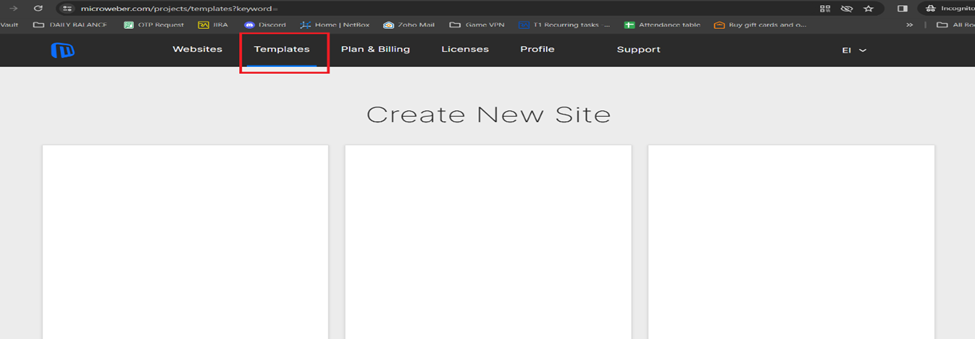 microweber.com/projects/templates?keyword=
Incognito
Vault DAILY BALANCE OTP Request JIRA Discord Home | NetBox Zoho Mail Game VPN T1 Recurring tasks -... Attendance table Buy gift cards and o... » All Bo
Websites Templates Plan & Billing Licenses Profile Support EI
Create New Site